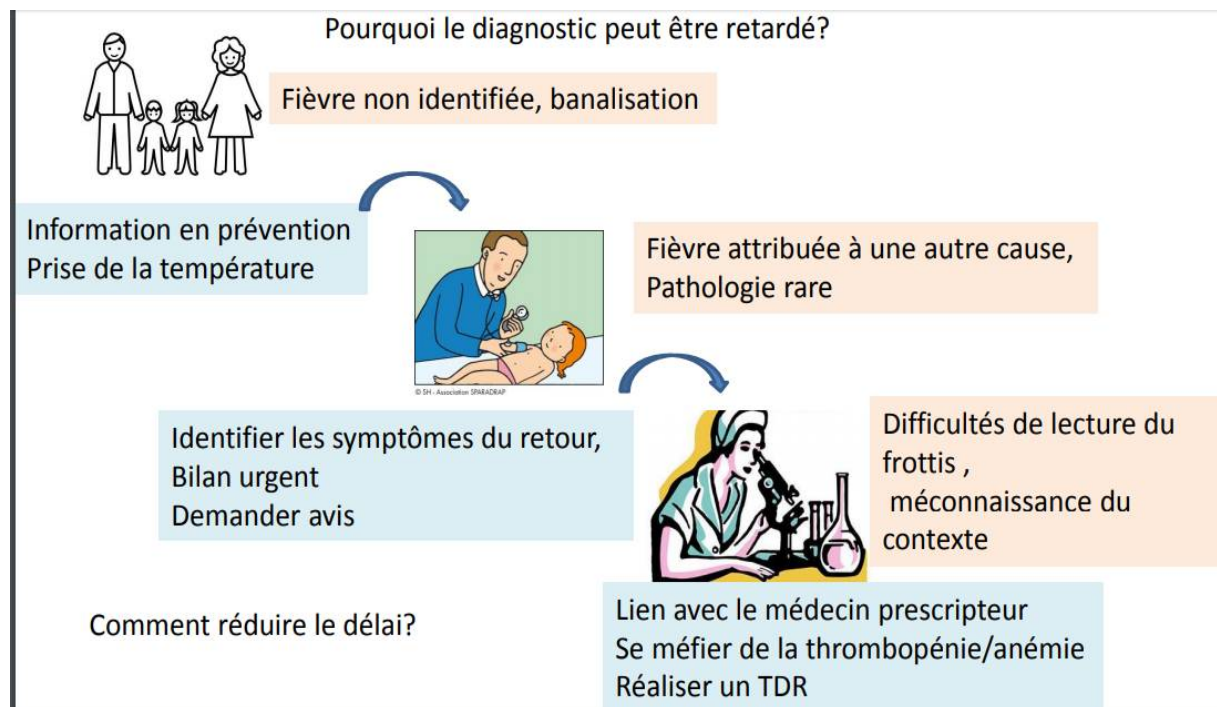 Pourquoi le diagnostic peut être retardé?
Fièvre non identifiée, banalisation
Information en prévention
Prise de la température
Fièvre attribuée à une autre cause,
Pathologie rare
© SH - Association SPARADRAP
Identifier les symptômes du retour,
Bilan urgent
Demander avis
Difficultés de lecture du
frottis ,
méconnaissance du
contexte
Comment réduire le délai?
Lien avec le médecin prescripteur
Se méfier de la thrombopénie/anémie
Réaliser un TDR